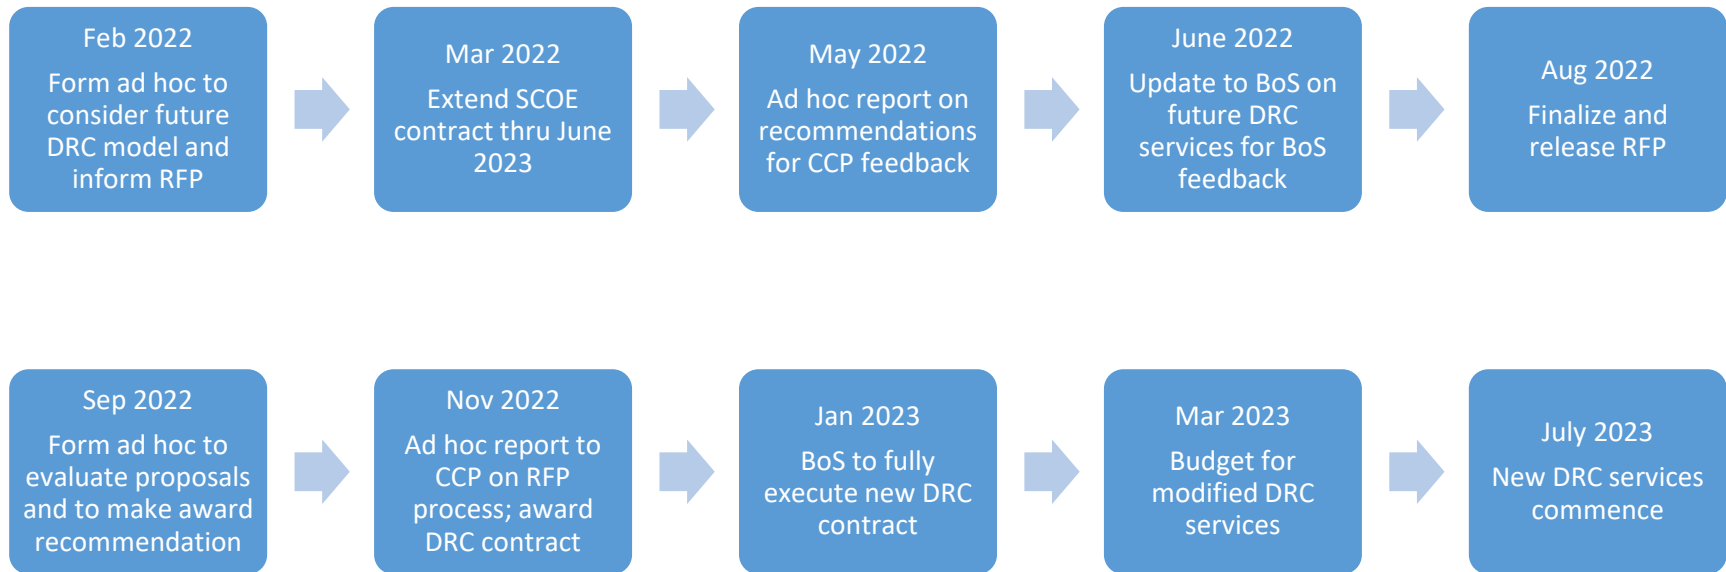 Feb 2022
Form ad hoc to
consider future
DRC model and
inform RFP
Mar 2022
Extend SCOE
contract thru June
2023
May 2022
Ad hoc report on
recommendations
for CCP feedback
June 2022
Update to BoS on
future DRC
services for BoS
feedback
Aug 2022
Finalize and
release RFP
Sep 2022
Form ad hoc to
evaluate proposals
and to make award
recommendation
Nov 2022
Ad hoc report to
CCP on RFP
process; award
DRC contract
Jan 2023
BoS to fully
execute new DRC
contract
Mar 2023
Budget for
modified DRC
services
July 2023
New DRC services
commence